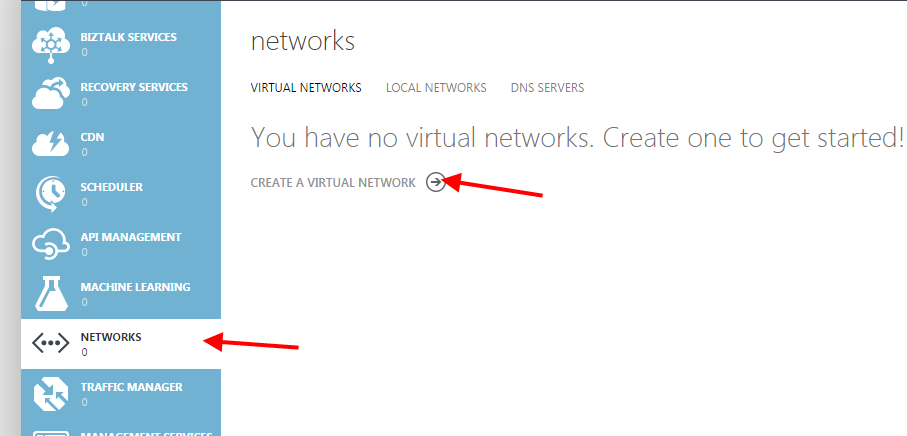 BIZTALK SERVICES
0
RECOVERY SERVICES
0
CDN
0
SCHEDULER
0
API MANAGEMENT
0
MACHINE LEARNING
0
NETWORKS
0
TRAFFIC MANAGER
0
MANAGEMENT SERVICES
networks
VIRTUAL NETWORKS LOCAL NETWORKS DNS SERVERS
You have no virtual networks. Create one to get started!
CREATE A VIRTUAL NETWORK